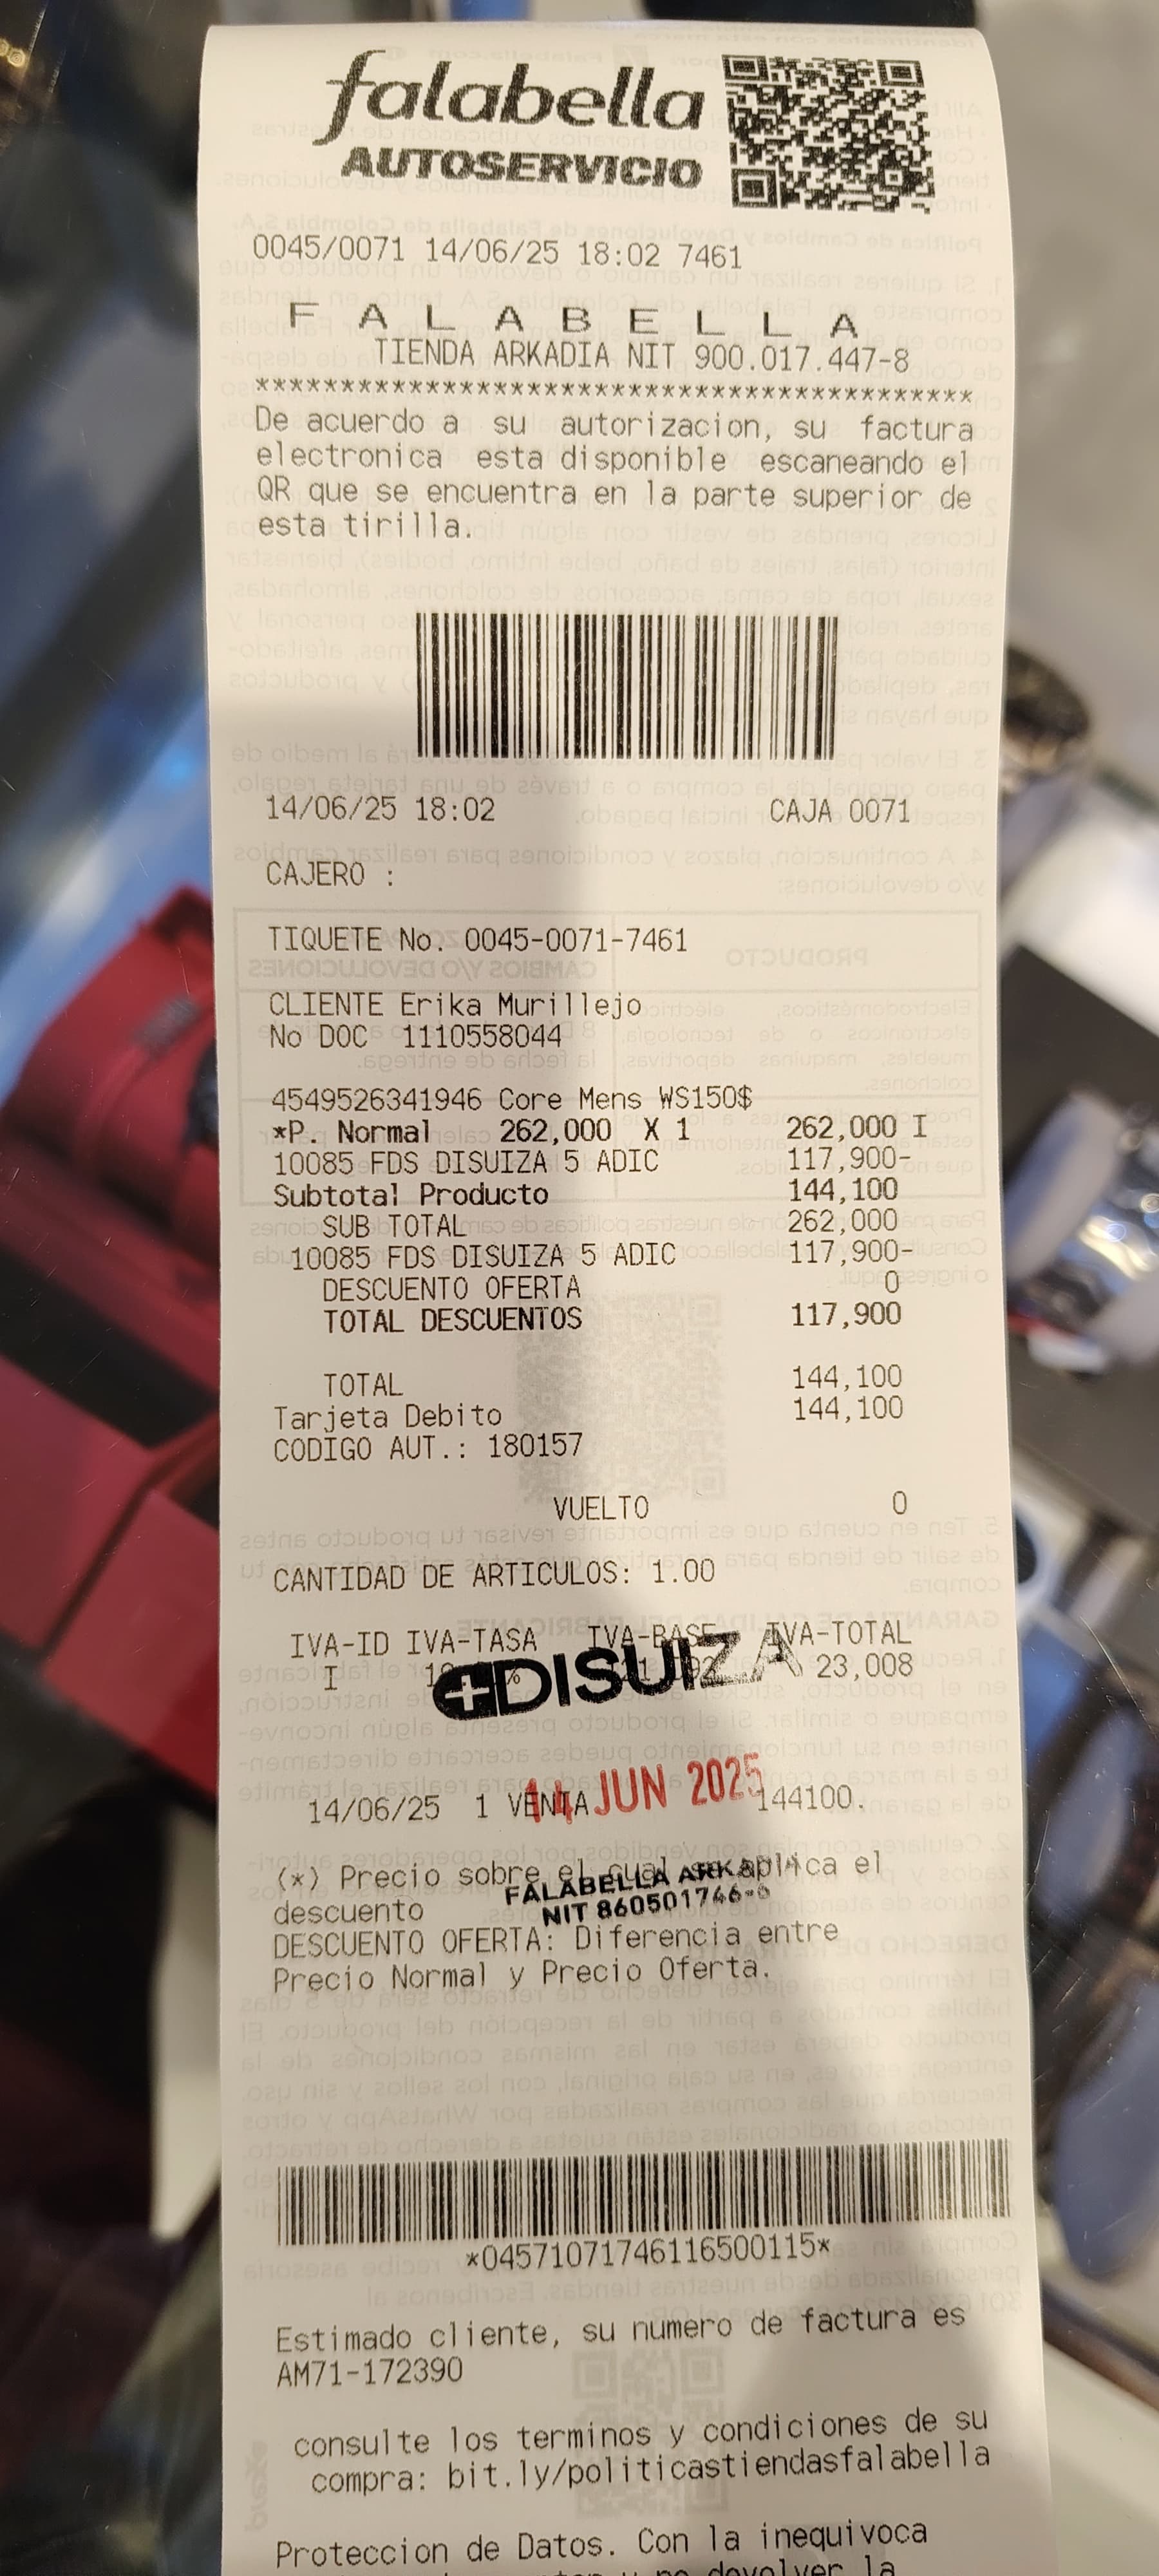 falabella
AUTOSERVICIO
0045/0071 14/06/25 18:02 7461
F A L A B E L L A
TIENDA ARKADIA NIT 900.017.447-8
******************************************
De acuerdo a su autorizacion, su factura
electronica esta disponible escaneando el
QR que se encuentra en la parte superior de
esta tirilla.
14/06/25 18:02 CAJA 0071
CAJERO :
TIQUETE No. 0045-0071-7461
CLIENTE Erika Murillejo
No DOC 1110558044
4549526341946 Core Mens WS150$
*P. Normal 262,000 X 1 262,000 I
10085 FDS DISUIZA 5 ADIC 117,900-
Subtotal Producto 144,100
SUB TOTAL 262,000
10085 FDS DISUIZA 5 ADIC 117,900-
DESCUENTO OFERTA 0
TOTAL DESCUENTOS 117,900
TOTAL 144,100
Tarjeta Debito 144,100
CODIGO AUT.: 180157
VUELTO 0
CANTIDAD DE ARTICULOS: 1.00
IVA-ID IVA-TASA IVA-BASE IVA-TOTAL
I 23,008
DISUIZA
14 JUN 2025
14/06/25 1 VENTA 144100.
(*) Precio sobre el cual se aplica el
FALABELLA ARKADIA
descuento
NIT 860501746-6
DESCUENTO OFERTA: Diferencia entre
Precio Normal y Precio Oferta.
*04571071746116500115*
Estimado cliente, su numero de factura es
AM71-172390
consulte los terminos y condiciones de su
compra: bit.ly/politicastiendasfalabella
Proteccion de Datos. Con la inequivoca
no devolver la